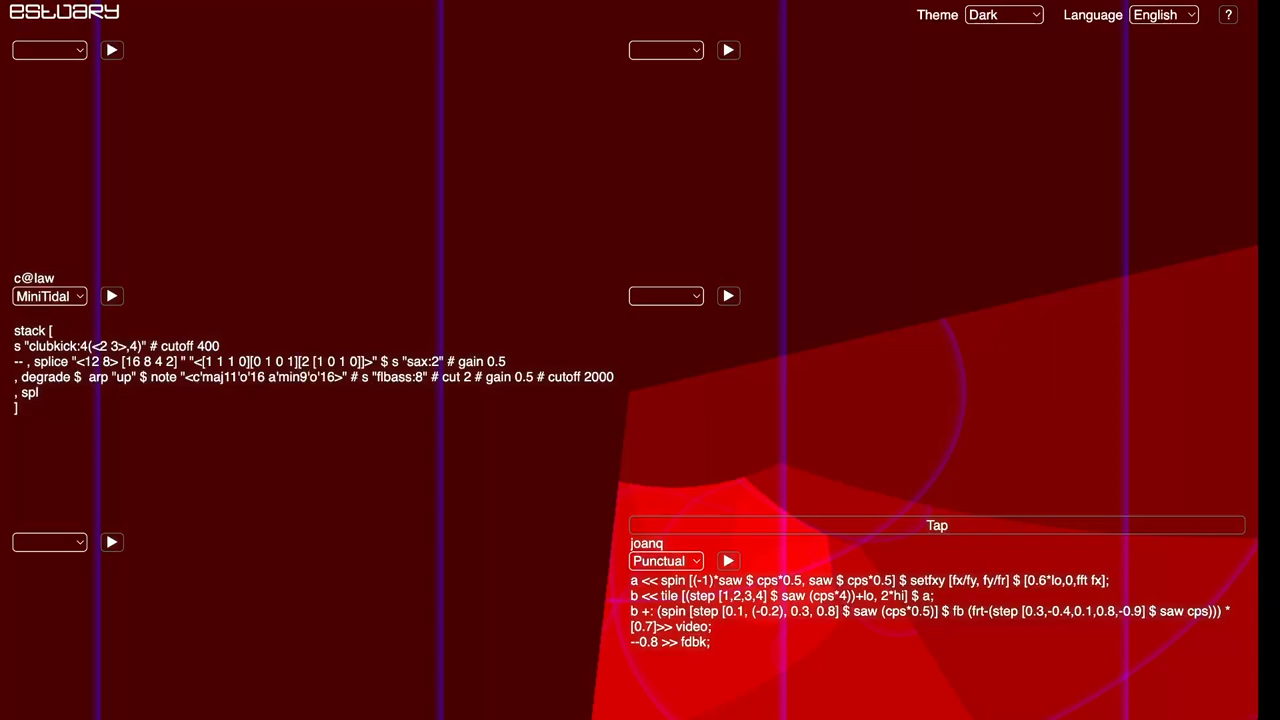 estuary
Theme Dark Language English ?
c@law
MiniTidal
stack [
s "clubkick:4(<2 3>,4)" # cutoff 400
-- , splice "<12 8> [16 8 4 2] " "<[1 1 1 0][0 1 0 1][2 [1 0 1 0]]>" $ s "sax:2" # gain 0.5
, degrade $  arp "up" $ note "<c'maj11'o'16 a'min9'o'16>" # s "flbass:8" # cut 2 # gain 0.5 # cutoff 2000
, spl
]
Tap
joanq
Punctual
a << spin [(-1)*saw $ cps*0.5, saw $ cps*0.5] $ setfxy [fx/fy, fy/fr] $ [0.6*lo,0,fft fx];
b << tile [(step [1,2,3,4] $ saw (cps*4))+lo, 2*hi] $ a;
b +: (spin [step [0.1, (-0.2), 0.3, 0.8] $ saw (cps*0.5)] $ fb (frt-(step [0.3,-0.4,0.1,0.8,-0.9] $ saw cps))) *
[0.7]>> video;
--0.8 >> fdbk;